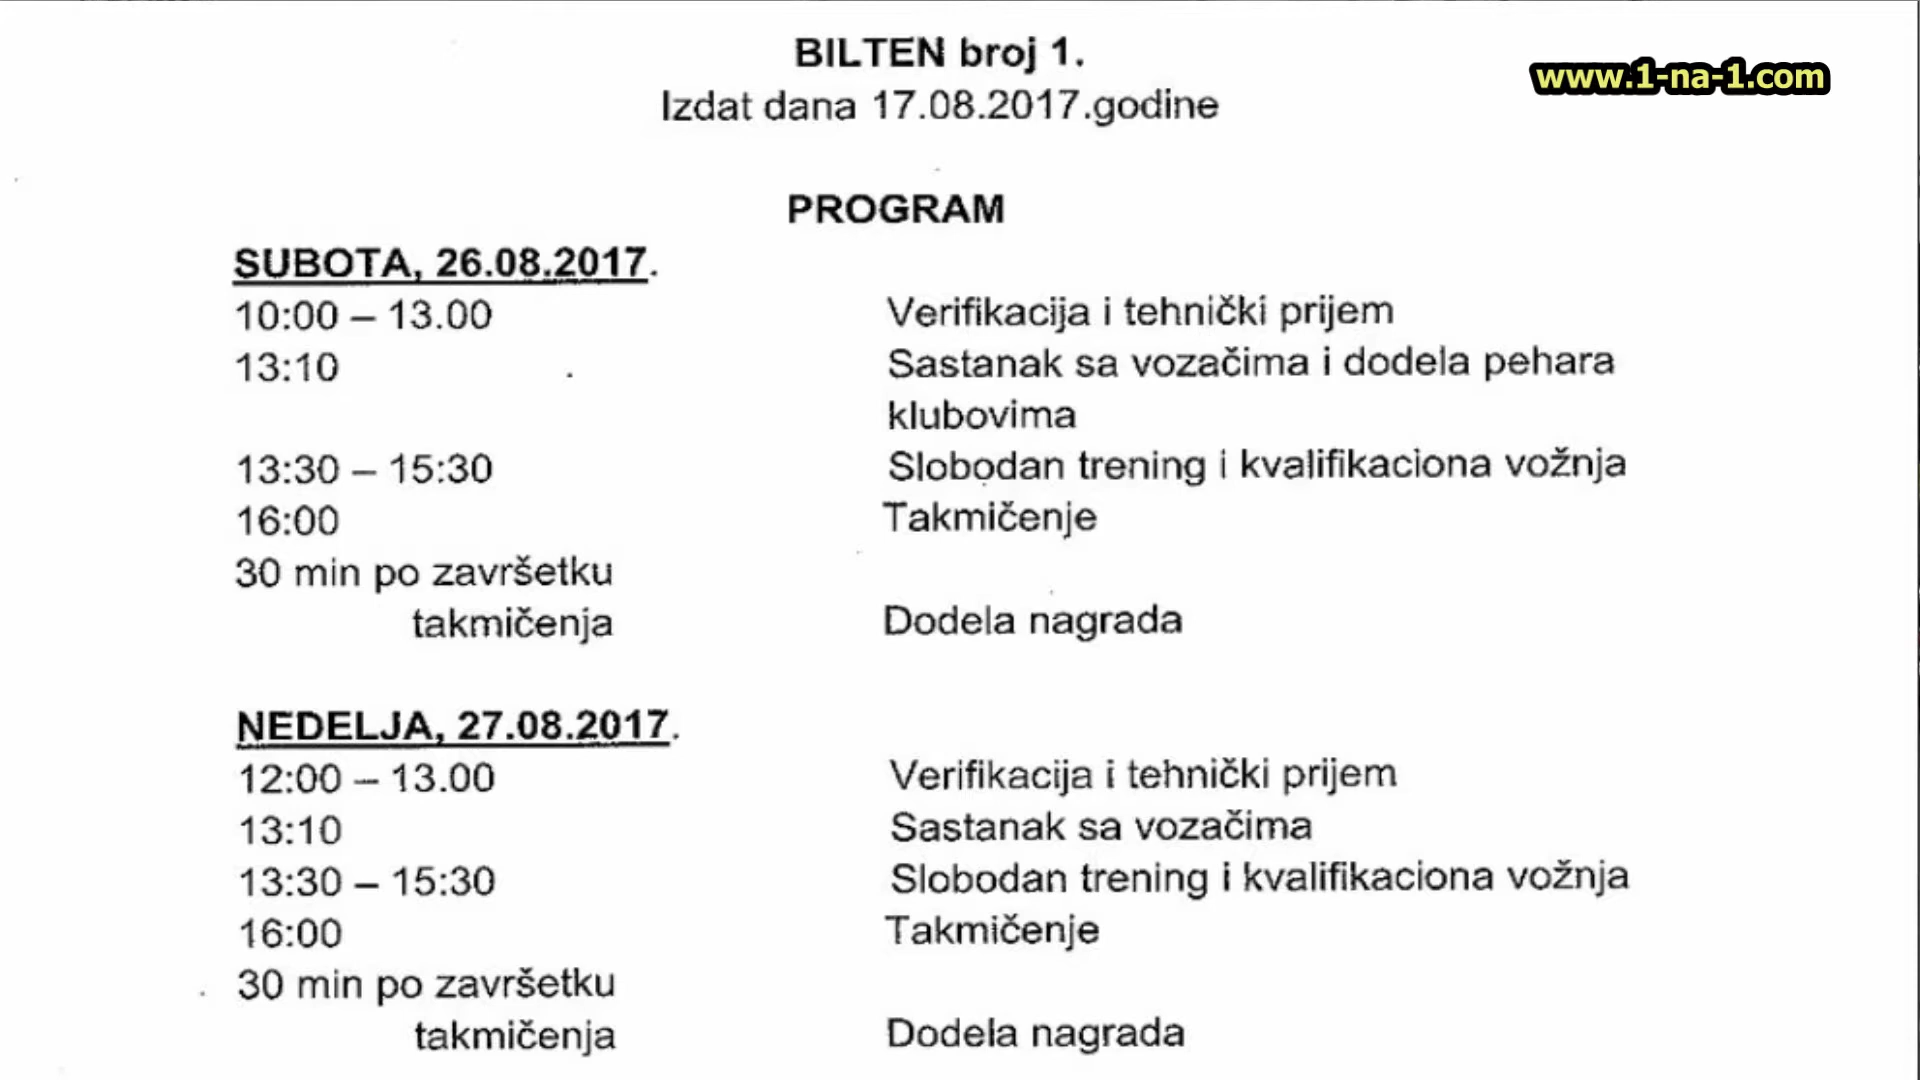 BILTEN broj 1.
www.1-na-1.com
Izdat dana 17.08.2017.godine
PROGRAM
SUBOTA, 26.08.2017.
10:00 – 13.00 Verifikacija i tehnički prijem
13:10 Sastanak sa vozačima i dodela pehara
klubovima
13:30 – 15:30 Slobodan trening i kvalifikaciona vožnja
16:00 Takmičenje
30 min po završetku
takmičenja Dodela nagrada
NEDELJA, 27.08.2017.
12:00 – 13.00 Verifikacija i tehnički prijem
13:10 Sastanak sa vozačima
13:30 – 15:30 Slobodan trening i kvalifikaciona vožnja
16:00 Takmičenje
30 min po završetku
takmičenja Dodela nagrada